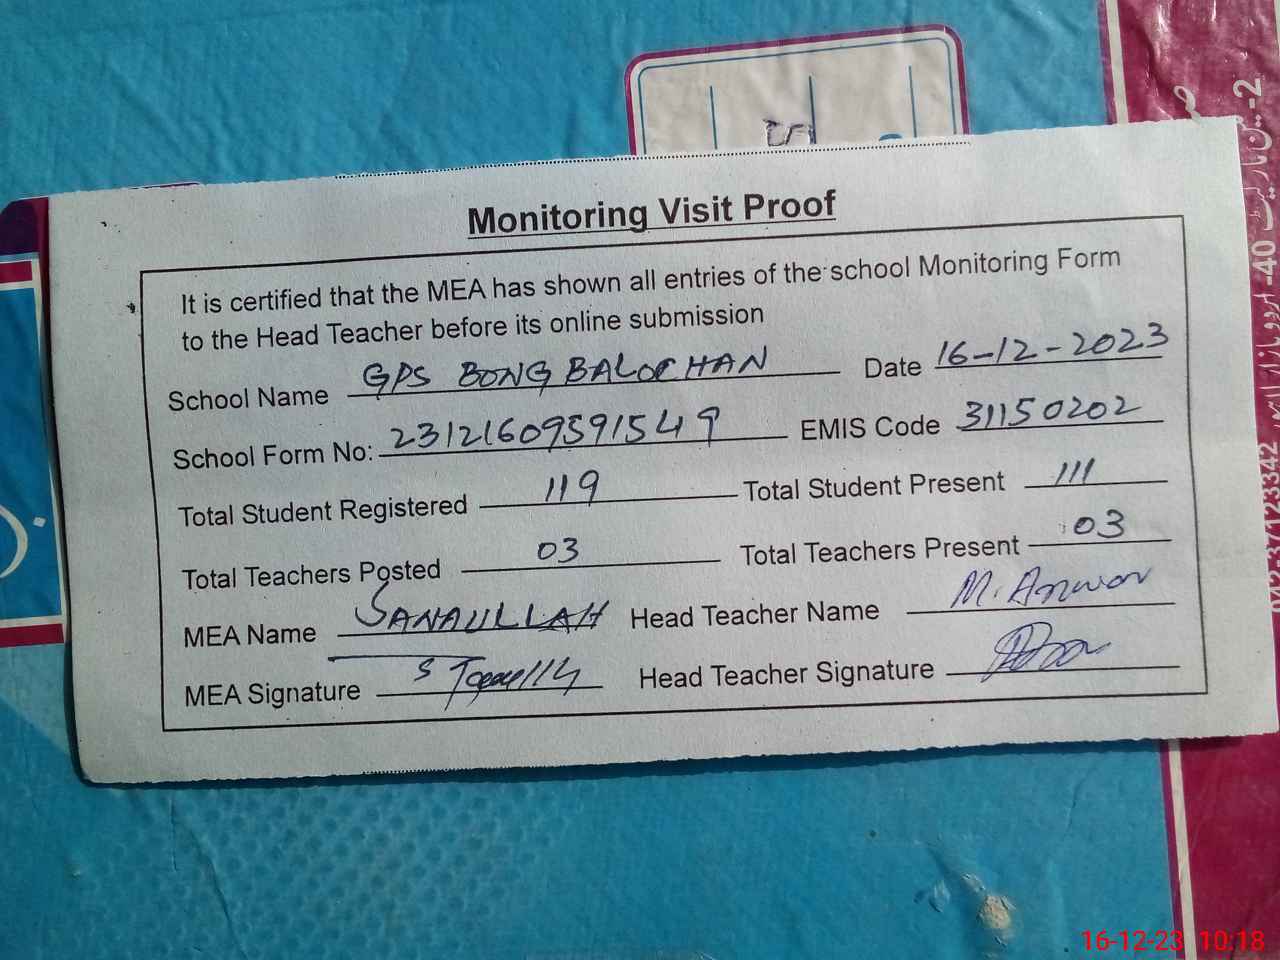 Monitoring Visit Proof
It is certified that the MEA has shown all entries of the school Monitoring Form
to the Head Teacher before its online submission
School Name GPS BONG BALOCHAN Date 16-12-2023
School Form No: 23121609591549 EMIS Code 31150202
Total Student Registered 119 Total Student Present 111
Total Teachers Posted 03 Total Teachers Present 03
MEA Name SANAULLAH Head Teacher Name M. Anwar
MEA Signature Head Teacher Signature
042-37123342
16-12-23 10:18